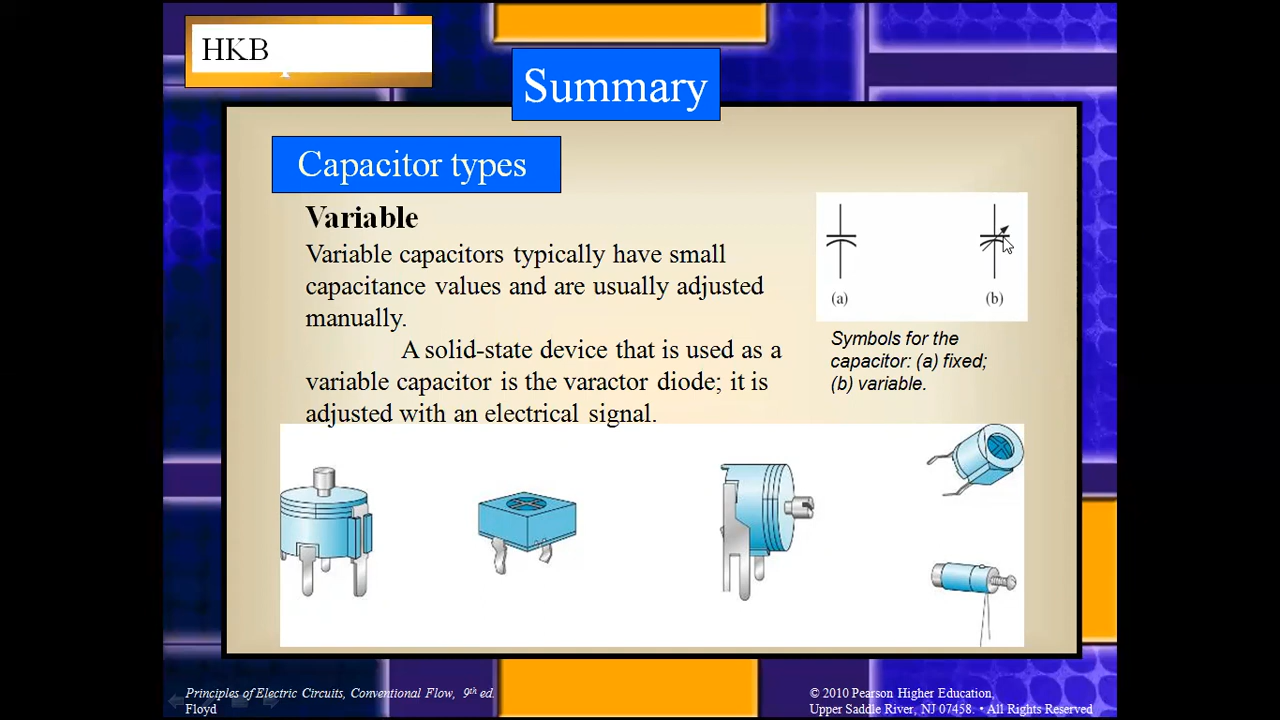 HKB
Summary
Capacitor types
Variable
Variable capacitors typically have small
capacitance values and are usually adjusted
manually.
A solid-state device that is used as a
variable capacitor is the varactor diode; it is
adjusted with an electrical signal.
(a)
(b)
Symbols for the
capacitor: (a) fixed;
(b) variable.
Principles of Electric Circuits, Conventional Flow, 9th ed.
Floyd
© 2010 Pearson Higher Education,
Upper Saddle River, NJ 07458. • All Rights Reserved